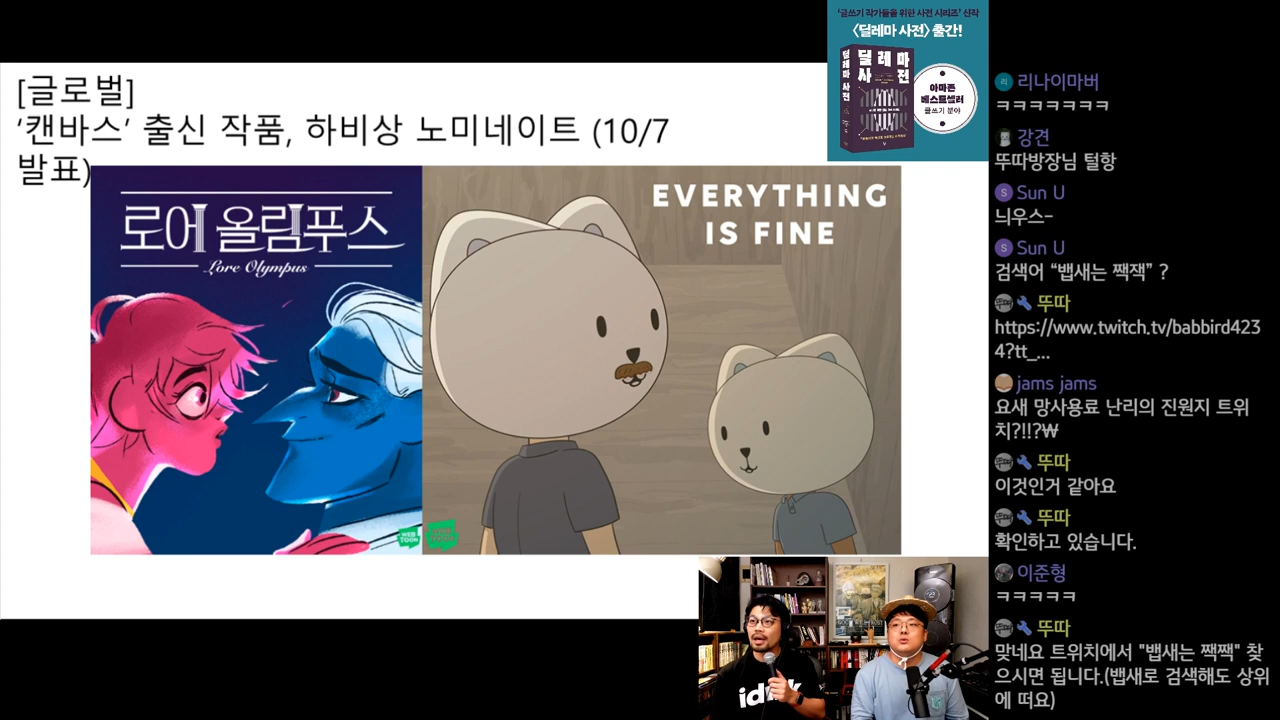 [글로벌]
‘캔바스’ 출신 작품, 하비상 노미네이트 (10/7
발표)
로어 올림푸스
Lore Olympus
WEB
TOON
EVERYTHING
IS FINE
‘글쓰기 작가들을 위한 사전 시리즈’ 신작
〈딜레마 사전〉 출간!
딜레마 사전
딜레마
사전
아마존
베스트셀러
글쓰기 분야
리나이마버
ㅋㅋㅋㅋㅋㅋㅋ
강견
뚜따방장님 털항
S Sun U
늬우스-
S Sun U
검색어 “뱁새는 짹잭” ?
뚜따
https://www.twitch.tv/babbird423
4?tt_...
jams jams
요새 망사용료 난리의 진원지 트위
치?!!?₩
뚜따
이것인거 같아요
뚜따
확인하고 있습니다.
이준형
ㅋㅋㅋㅋㅋ
뚜따
맞네요 트위치에서 "뱁새는 짹짹" 찾
으시면 됩니다.(뱁새로 검색해도 상위
에 떠요)